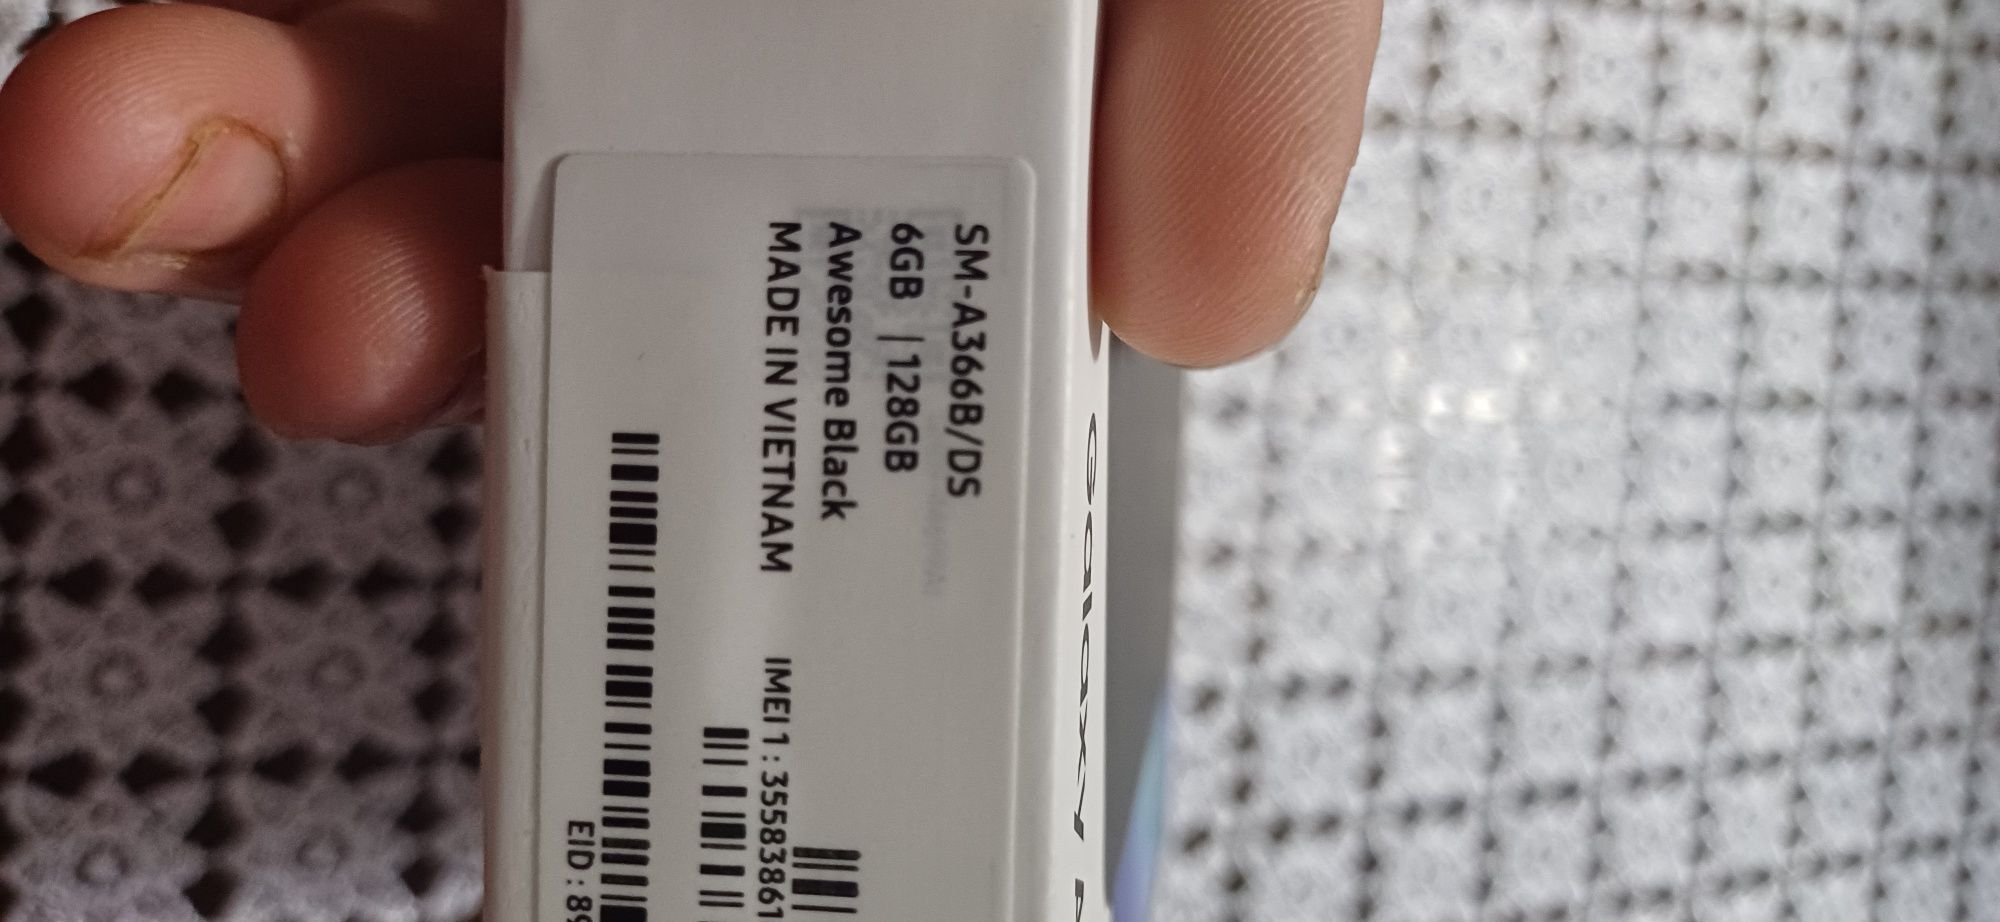 SM-A366B/DS
6GB | 128GB
Awesome Black
MADE IN VIETNAM
IMEI 1 : 35583861
EID : 89
Galaxy A